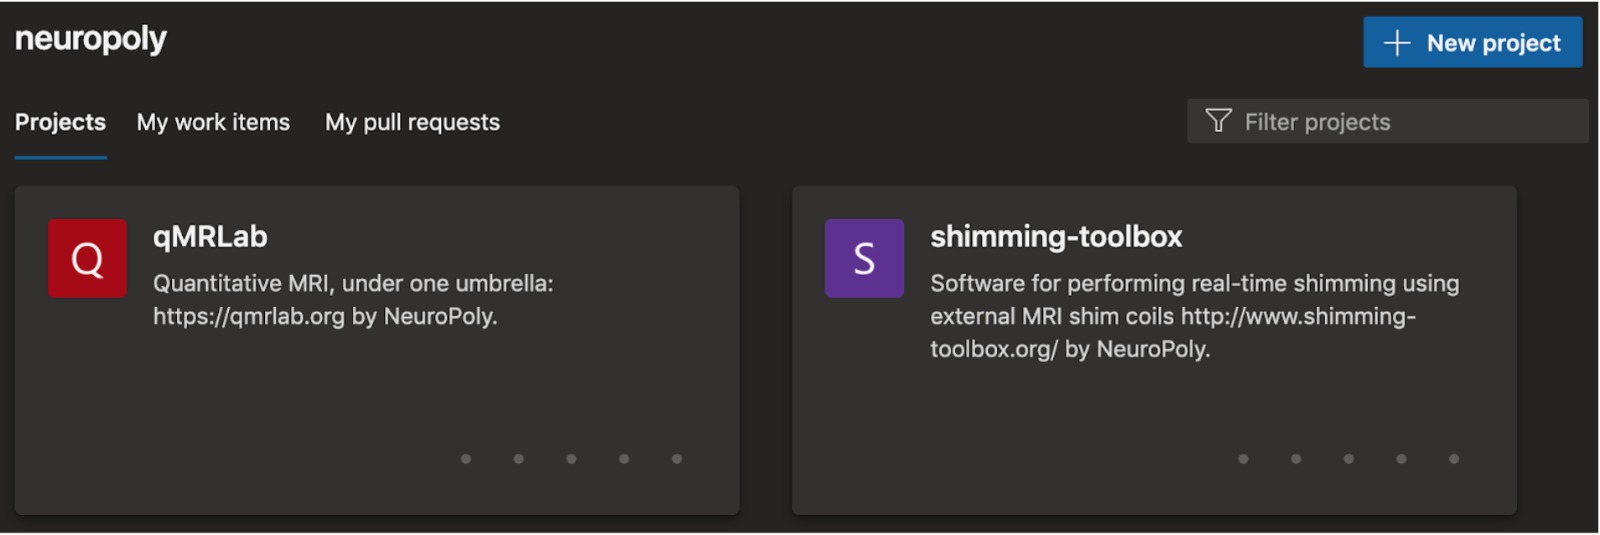 neuropoly
New project
Projects
My work items
My pull requests
Filter projects
Q
qMRLab
Quantitative MRI, under one umbrella:
https://qmrlab.org by NeuroPoly.
S
shimming-toolbox
Software for performing real-time shimming using
external MRI shim coils http://www.shimming-
toolbox.org/ by NeuroPoly.